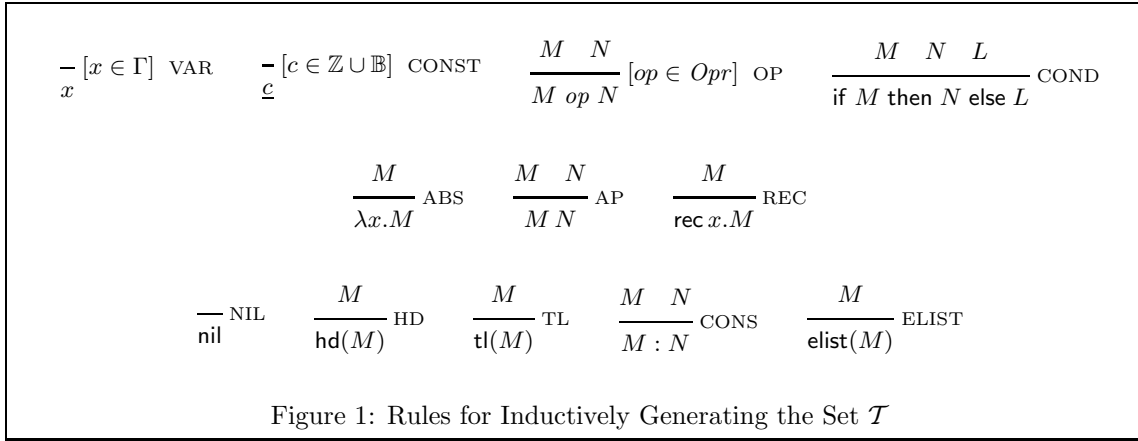 — [x ∈ Γ] VAR — [c ∈ ℤ ∪ 𝔹] CONST M N [op ∈ Opr] OP M N L COND
x c M op N if M then N else L
M ABS M N AP M REC
λx.M M N rec x.M
— NIL M HD M TL M N CONS M ELIST
nil hd(M) tl(M) M : N elist(M)
Figure 1: Rules for Inductively Generating the Set 𝒯